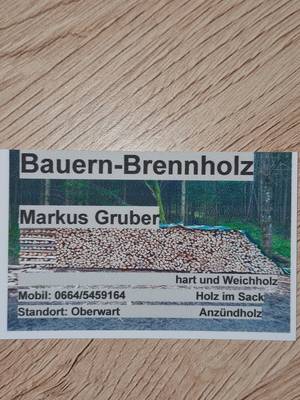 Bauern-Brennholz
Markus Gruber
hart und Weichholz
Mobil: 0664/5459164 Holz im Sack
Standort: Oberwart Anzündholz